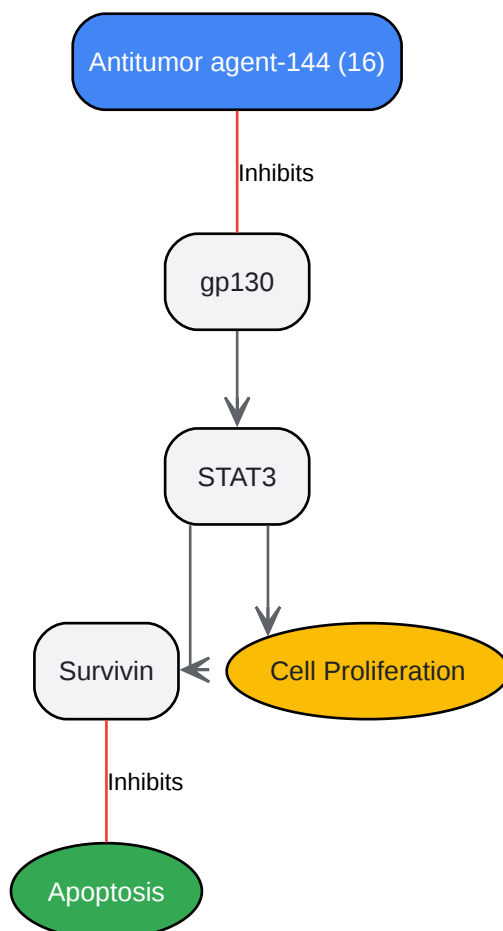 Antitumor agent-144 (16)
Inhibits
gp130
STAT3
Survivin
Cell Proliferation
Inhibits
Apoptosis